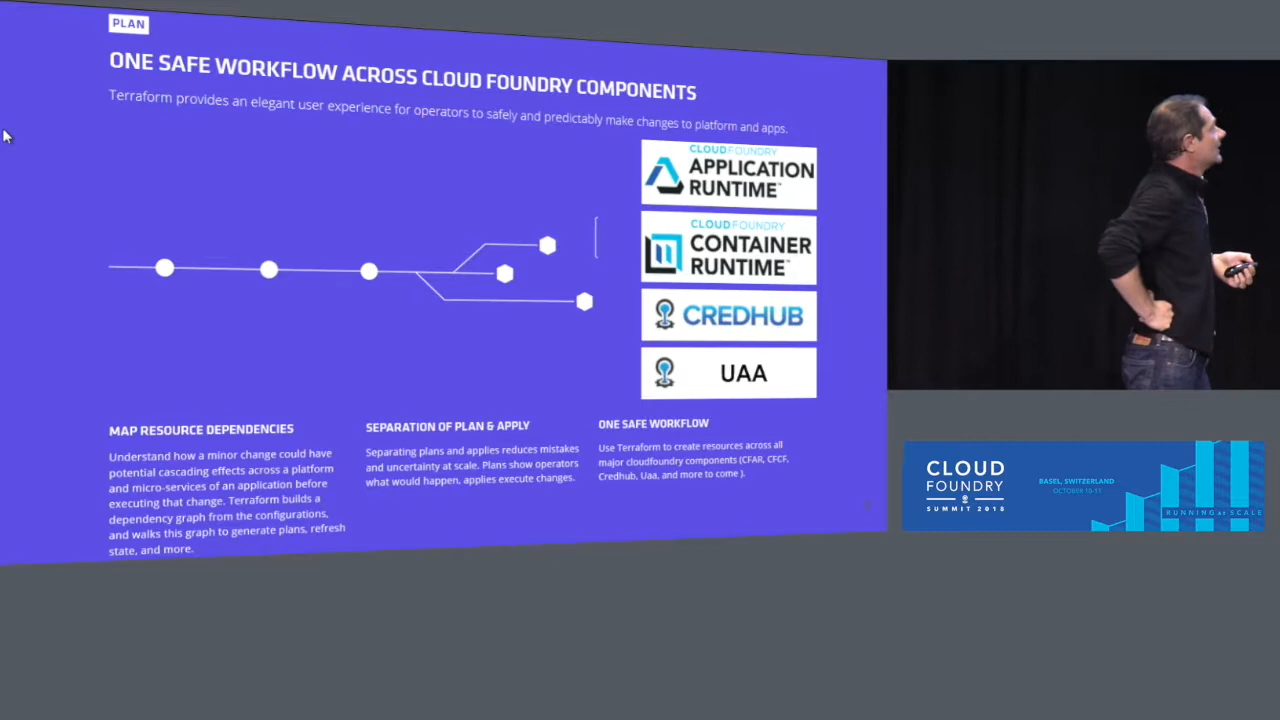 PLAN
ONE SAFE WORKFLOW ACROSS CLOUD FOUNDRY COMPONENTS
Terraform provides an elegant user experience for operators to safely and predictably make changes to platform and apps.
CLOUD FOUNDRY
APPLICATION
RUNTIME™
CLOUD FOUNDRY
CONTAINER
RUNTIME™
CREDHUB
UAA
MAP RESOURCE DEPENDENCIES
Understand how a minor change could have
potential cascading effects across a platform
and micro-services of an application before
executing that change. Terraform builds a
dependency graph from the configurations,
and walks this graph to generate plans, refresh
state, and more.
SEPARATION OF PLAN & APPLY
Separating plans and applies reduces mistakes
and uncertainty at scale. Plans show operators
what would happen, applies execute changes.
ONE SAFE WORKFLOW
Use Terraform to create resources across all
major cloudfoundry components (CFAR, CFCF,
Credhub, Uaa, and more to come ).
CLOUD
FOUNDRY
SUMMIT 2018
BASEL, SWITZERLAND
OCTOBER 10-11
RUNNING AT SCALE